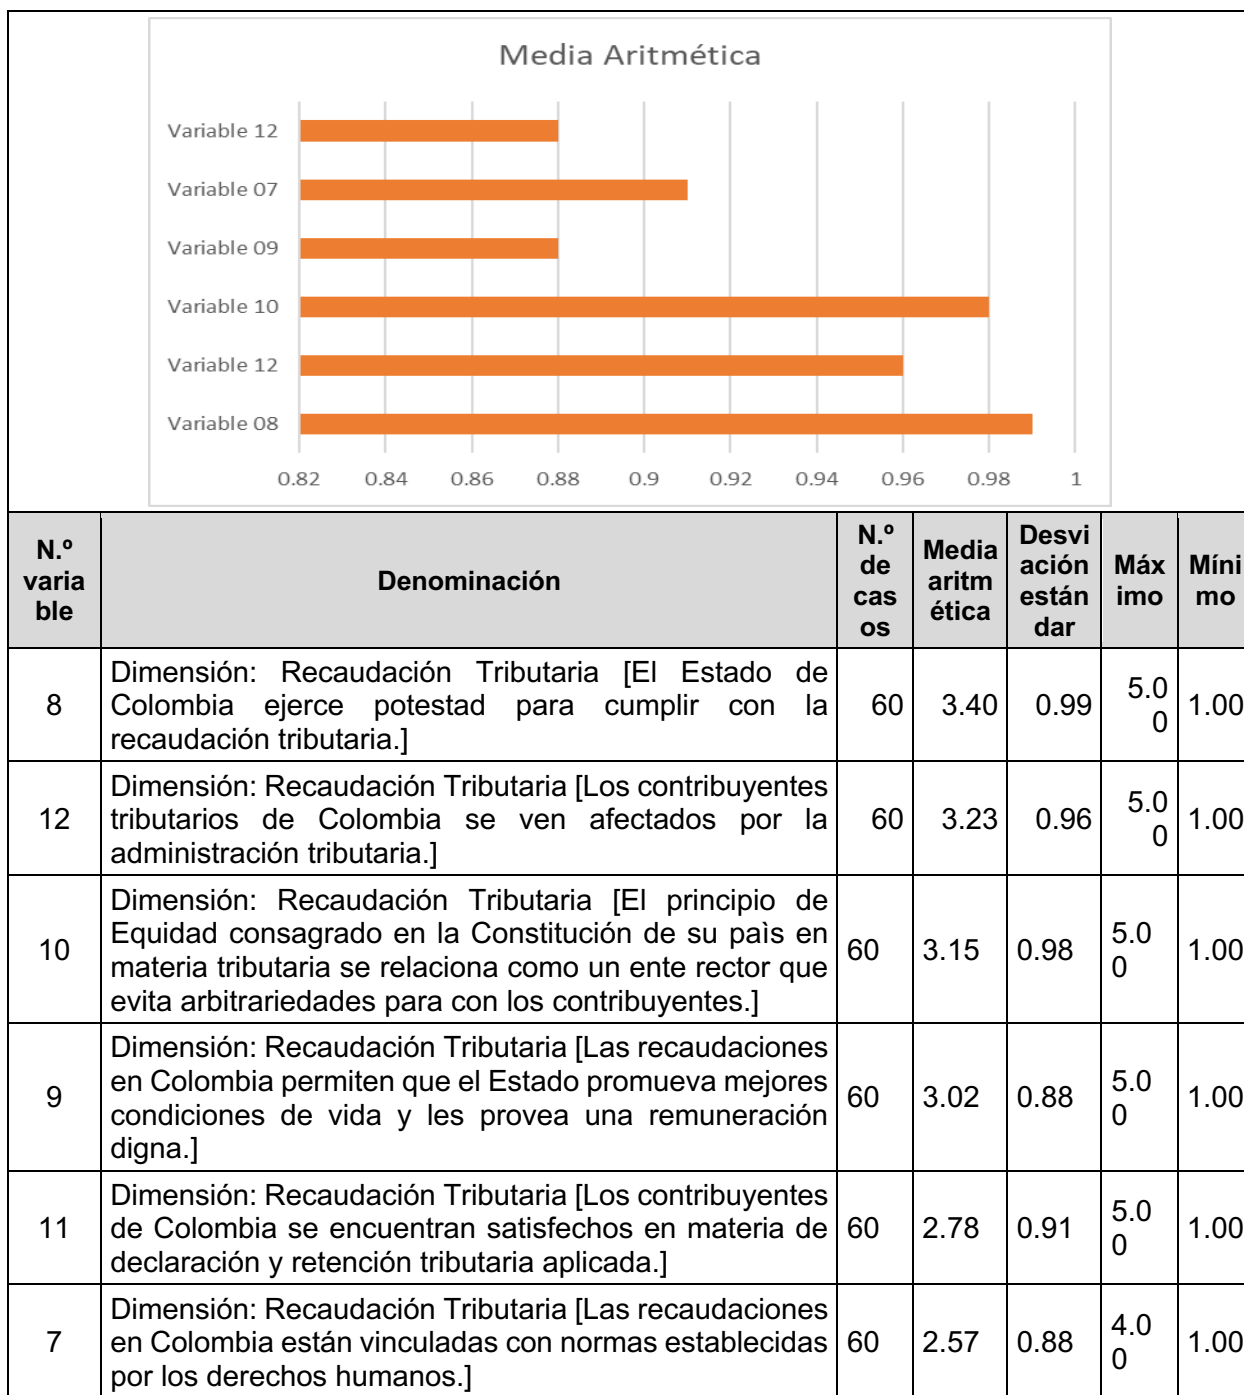 Media Aritmética
Variable 12
Variable 07
Variable 09
Variable 10
Variable 12
Variable 08
0.82 0.84 0.86 0.88 0.9 0.92 0.94 0.96 0.98 1
N.º
varia
ble
Denominación
N.º
de
cas
os
Media
aritm
ética
Desvi
ación
están
dar
Máx
imo
Míni
mo
8
Dimensión: Recaudación Tributaria [El Estado de
Colombia ejerce potestad para cumplir con la
recaudación tributaria.]
60
3.40
0.99
5.0
0
1.00
12
Dimensión: Recaudación Tributaria [Los contribuyentes
tributarios de Colombia se ven afectados por la
administración tributaria.]
60
3.23
0.96
5.0
0
1.00
10
Dimensión: Recaudación Tributaria [El principio de
Equidad consagrado en la Constitución de su paìs en
materia tributaria se relaciona como un ente rector que
evita arbitrariedades para con los contribuyentes.]
60
3.15
0.98
5.0
0
1.00
9
Dimensión: Recaudación Tributaria [Las recaudaciones
en Colombia permiten que el Estado promueva mejores
condiciones de vida y les provea una remuneración
digna.]
60
3.02
0.88
5.0
0
1.00
11
Dimensión: Recaudación Tributaria [Los contribuyentes
de Colombia se encuentran satisfechos en materia de
declaración y retención tributaria aplicada.]
60
2.78
0.91
5.0
0
1.00
7
Dimensión: Recaudación Tributaria [Las recaudaciones
en Colombia están vinculadas con normas establecidas
por los derechos humanos.]
60
2.57
0.88
4.0
0
1.00